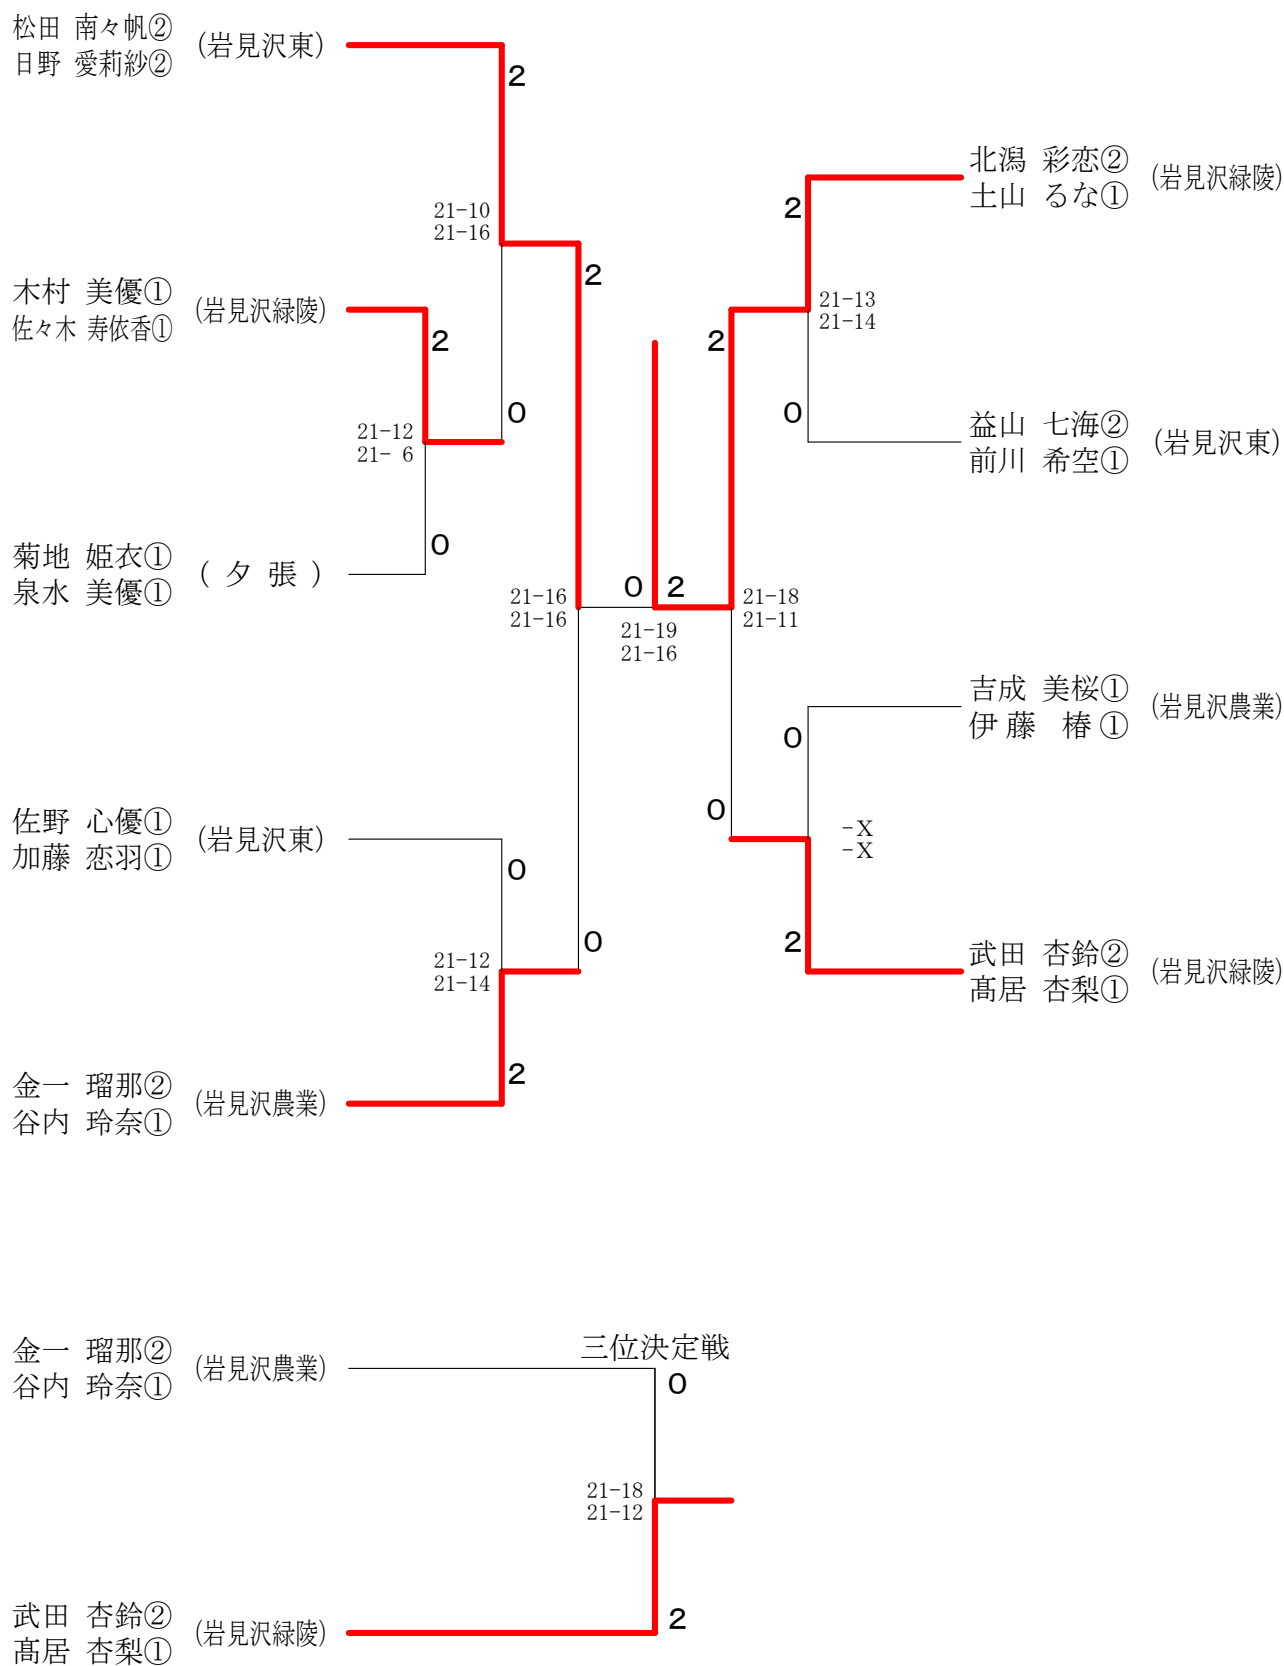 松田 南々帆②
日野 愛莉紗②
(岩見沢東)
2
21-10
21-16
2
木村 美優①
佐々木 寿依香①
(岩見沢緑陵)
2
0
21-12
21- 6
菊地 姫衣①
泉水 美優①
( 夕 張 )
0
21-16
21-16
0 2
21-19
21-16
佐野 心優①
加藤 恋羽①
(岩見沢東)
0
21-12
21-14
0
金一 瑠那②
谷内 玲奈①
(岩見沢農業)
2
北潟 彩恋②
土山 るな①
(岩見沢緑陵)
2
21-13
21-14
2
0
益山 七海②
前川 希空①
(岩見沢東)
21-18
21-11
吉成 美桜①
伊藤 椿①
(岩見沢農業)
0
0
-X
-X
2
武田 杏鈴②
髙居 杏梨①
(岩見沢緑陵)
三位決定戦
金一 瑠那②
谷内 玲奈①
(岩見沢農業)
0
21-18
21-12
武田 杏鈴②
髙居 杏梨①
(岩見沢緑陵)
2